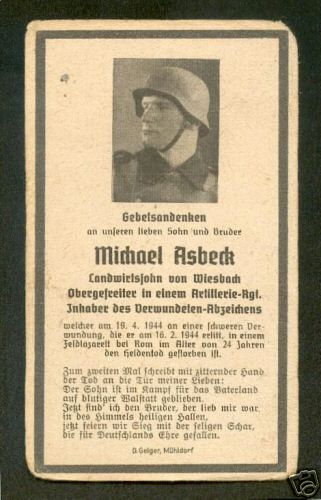 Gebetsandenken
an unseren lieben Sohn und Bruder
Michael Asbeck
Landwirtssohn von Wiesbach
Obergefreiter in einem Artillerie-Rgt.
Inhaber des Verwundeten-Abzeichens
welcher am 19. 4. 1944 an einer schweren Ver-
wundung, die er am 16. 2. 1944 erlitt, in einem
Feldlazarett bei Rom im Alter von 24 Jahren
den Heldentod gestorben ist.
Zum zweiten Mal schreibt mit zitternder Hand
der Tod an die Tür meiner Lieben:
Der Sohn ist im Kampf für das Vaterland
auf blutiger Walstatt geblieben.
Jetzt find' ich den Bruder, der lieb mir war
in des Himmels heiligen Hallen,
jetzt feiern wir Sieg mit der seligen Schar,
die für Deutschlands Ehre gefallen.
D. Geiger, Mühldorf